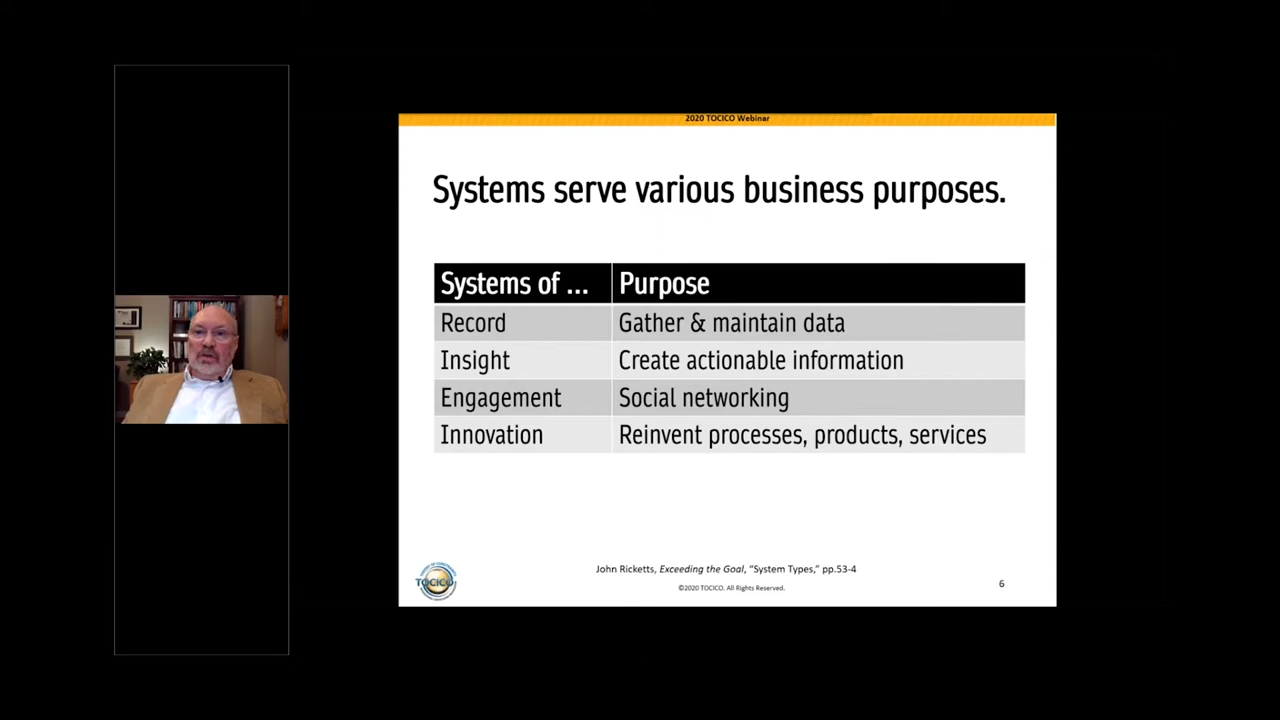 2020 TOCICO Webinar
Systems serve various business purposes.
Systems of ... Purpose
Record Gather & maintain data
Insight Create actionable information
Engagement Social networking
Innovation Reinvent processes, products, services
John Ricketts, Exceeding the Goal, “System Types,” pp.53-4
TOCICO
©2020 TOCICO. All Rights Reserved.
6